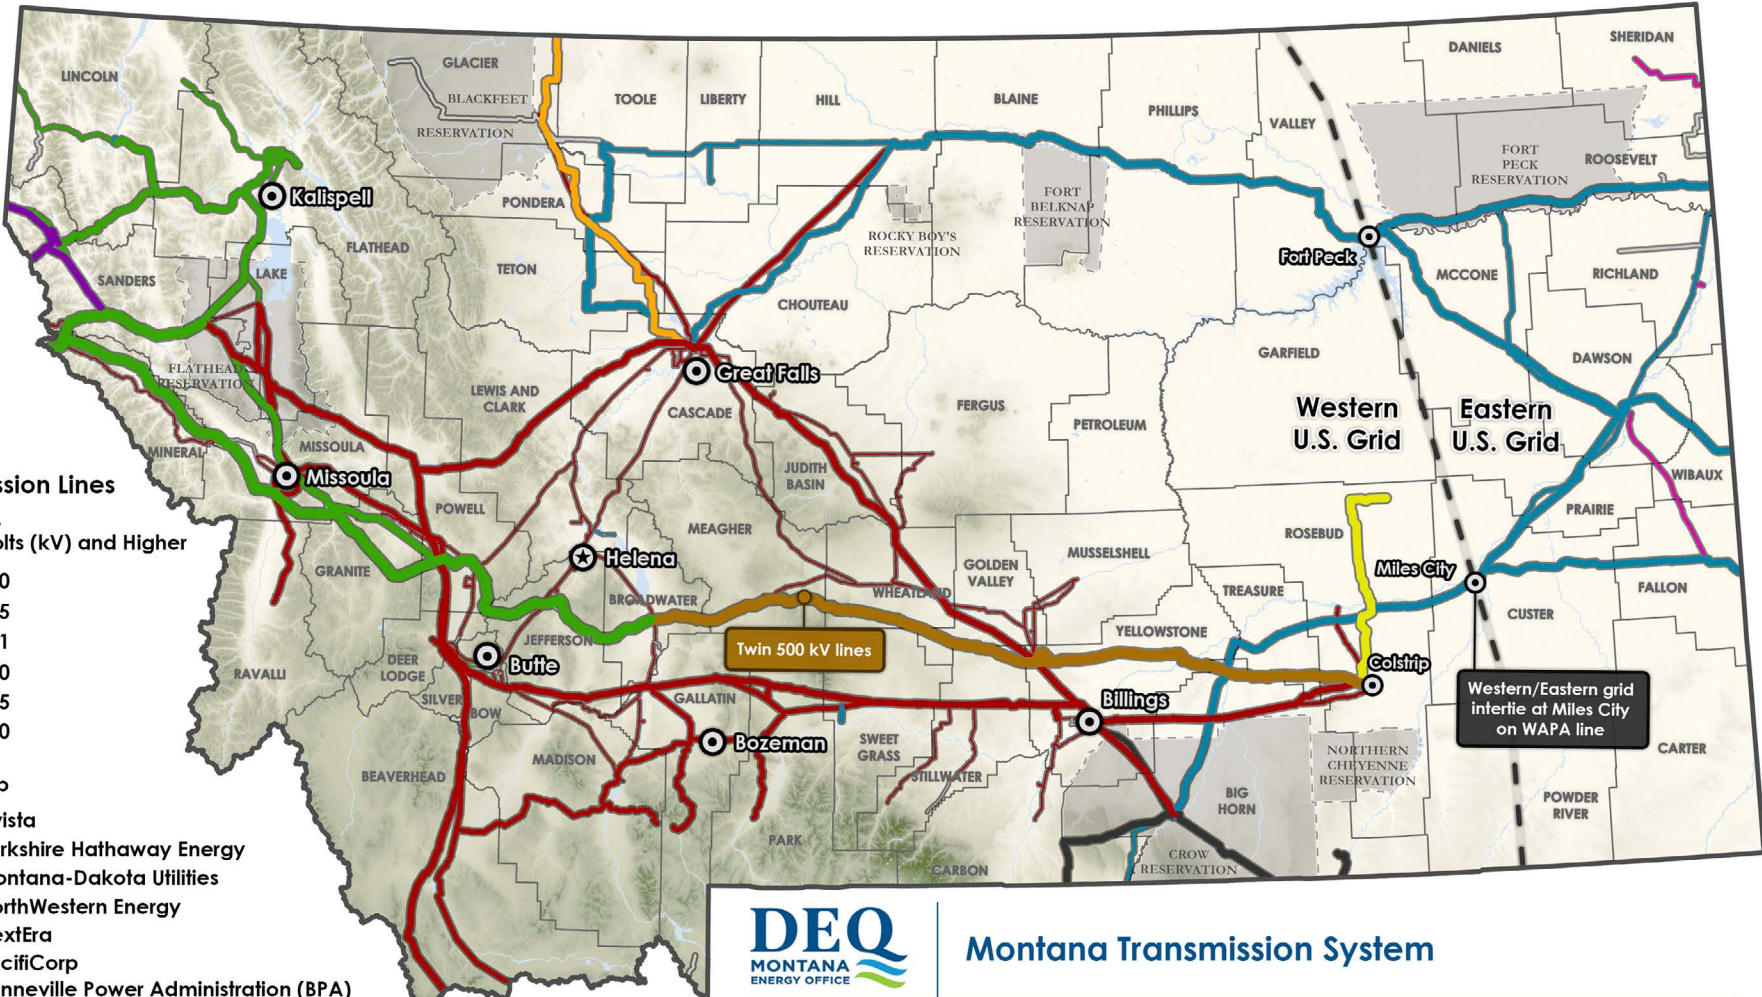 LINCOLN
GLACIER
BLACKFEET
RESERVATION
TOOLE
LIBERTY
HILL
BLAINE
PHILLIPS
VALLEY
DANIELS
SHERIDAN
FORT
PECK
RESERVATION
ROOSEVELT
Kalispell
PONDERA
FLATHEAD
FORT
BELKNAP
RESERVATION
ROCKY BOY'S
RESERVATION
Fort Peck
SANDERS
LAKE
TETON
CHOUTEAU
MCCONE
RICHLAND
FLATHEAD
RESERVATION
LEWIS AND
CLARK
Great Falls
CASCADE
FERGUS
PETROLEUM
GARFIELD
DAWSON
Western
U.S. Grid
Eastern
U.S. Grid
MINERAL
MISSOULA
Missoula
POWELL
JUDITH
BASIN
WIBAUX
PRAIRIE
ssion Lines
olts (kV) and Higher
0
5
1
0
5
0
GRANITE
Helena
MEAGHER
BROADWATER
WHEATLAND
GOLDEN
VALLEY
MUSSELSHELL
ROSEBUD
Miles City
TREASURE
CUSTER
FALLON
JEFFERSON
Twin 500 kV lines
YELLOWSTONE
Colstrip
RAVALLI
DEER
LODGE
Butte
SILVER
BOW
GALLATIN
Billings
Western/Eastern grid
intertie at Miles City
on WAPA line
Bozeman
MADISON
BEAVERHEAD
SWEET
GRASS
STILLWATER
NORTHERN
CHEYENNE
RESERVATION
BIG
HORN
CARTER
POWDER
RIVER
PARK
CARBON
CROW
RESERVATION
p
vista
rkshire Hathaway Energy
ontana-Dakota Utilities
orthWestern Energy
extEra
cifiCorp
nneville Power Administration (BPA)
DEQ
MONTANA
ENERGY OFFICE
Montana Transmission System